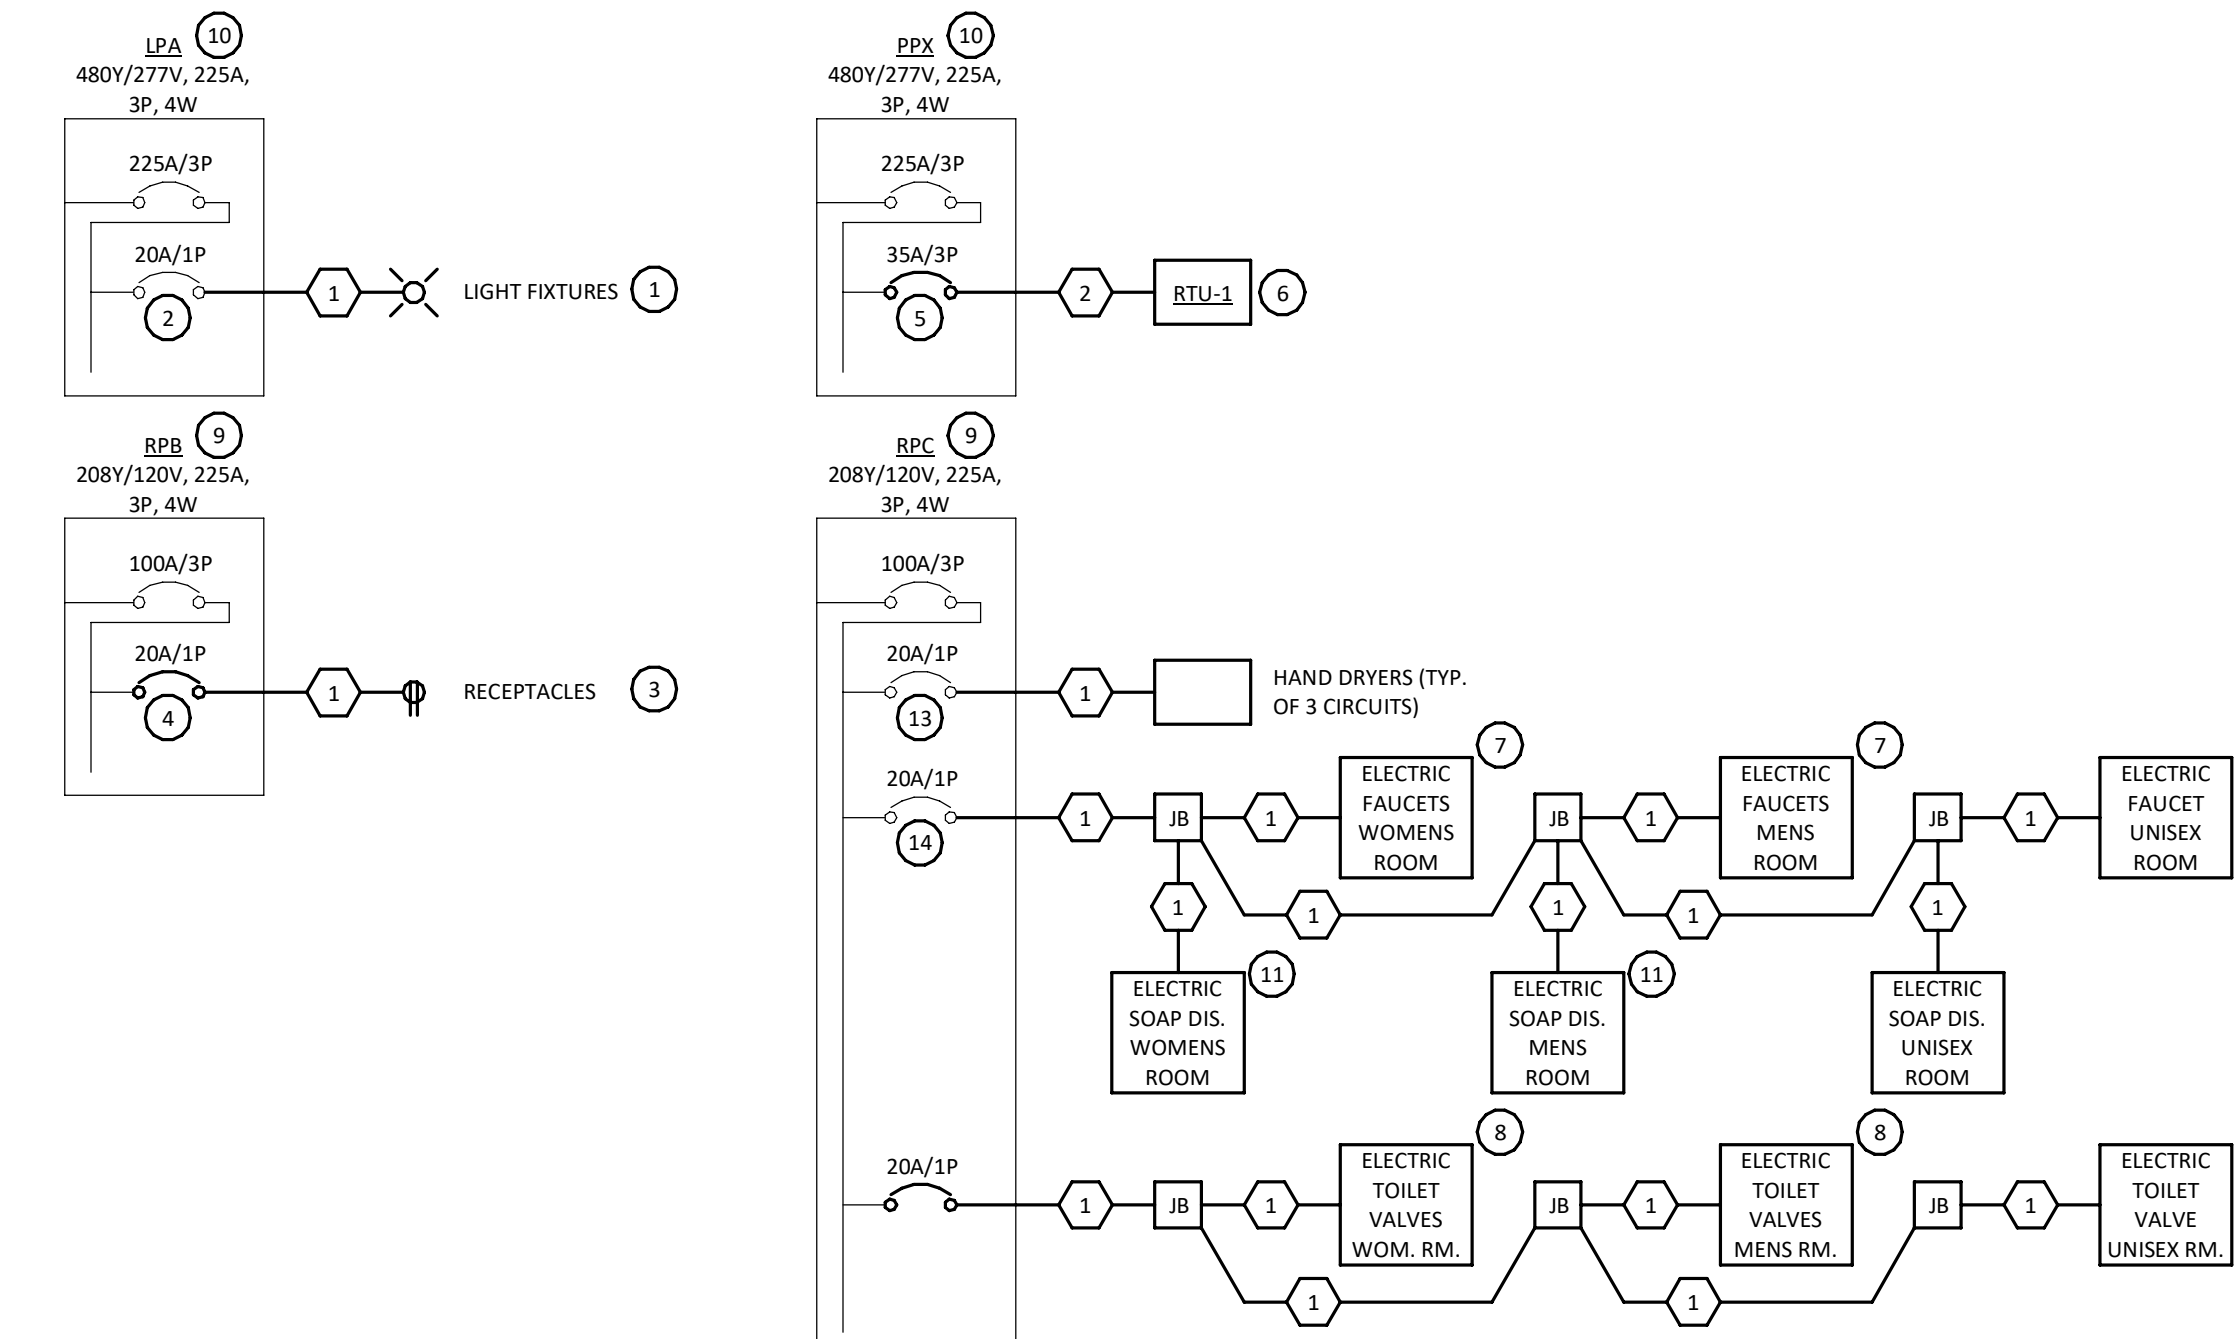 LPA 10
480Y/277V, 225A,
3P, 4W
225A/3P
20A/1P
2
1
LIGHT FIXTURES 1
PPX 10
480Y/277V, 225A,
3P, 4W
225A/3P
35A/3P
5
2
RTU-1
6
RPB 9
208Y/120V, 225A,
3P, 4W
100A/3P
20A/1P
4
1
RECEPTACLES 3
RPC 9
208Y/120V, 225A,
3P, 4W
100A/3P
20A/1P
13
1
HAND DRYERS (TYP.
OF 3 CIRCUITS)
20A/1P
14
1
JB
1
7
ELECTRIC
FAUCETS
WOMENS
ROOM
1
JB
1
7
ELECTRIC
FAUCETS
MENS
ROOM
1
JB
1
ELECTRIC
FAUCET
UNISEX
ROOM
1
11
ELECTRIC
SOAP DIS.
WOMENS
ROOM
1
11
ELECTRIC
SOAP DIS.
MENS
ROOM
1
ELECTRIC
SOAP DIS.
UNISEX
ROOM
20A/1P
1
JB
1
8
ELECTRIC
TOILET
VALVES
WOM. RM.
1
JB
1
8
ELECTRIC
TOILET
VALVES
MENS RM.
1
JB
1
ELECTRIC
TOILET
VALVE
UNISEX RM.